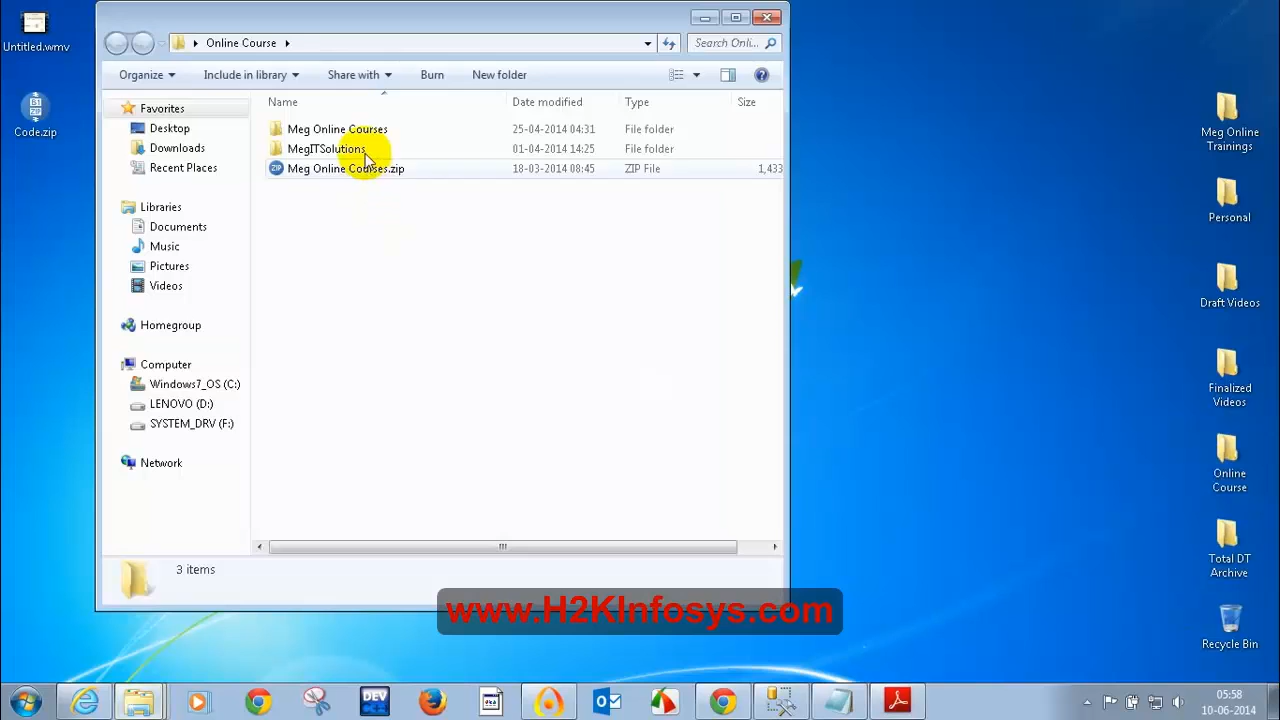 Untitled.wmv
Code.zip
Online Course
Search Onli...
Organize
Include in library
Share with
Burn
New folder
Favorites
Desktop
Downloads
Recent Places
Libraries
Documents
Music
Pictures
Videos
Homegroup
Computer
Windows7_OS (C:)
LENOVO (D:)
SYSTEM_DRV (F:)
Network
Name
Date modified
Type
Size
Meg Online Courses
25-04-2014 04:31
File folder
MegITSolutions
01-04-2014 14:25
File folder
Meg Online Courses.zip
18-03-2014 08:45
ZIP File
1,433
3 items
www.H2KInfosys.com
Meg Online
Trainings
Personal
Draft Videos
Finalized
Videos
Online
Course
Total DT
Archive
Recycle Bin
DEV
05:58
10-06-2014